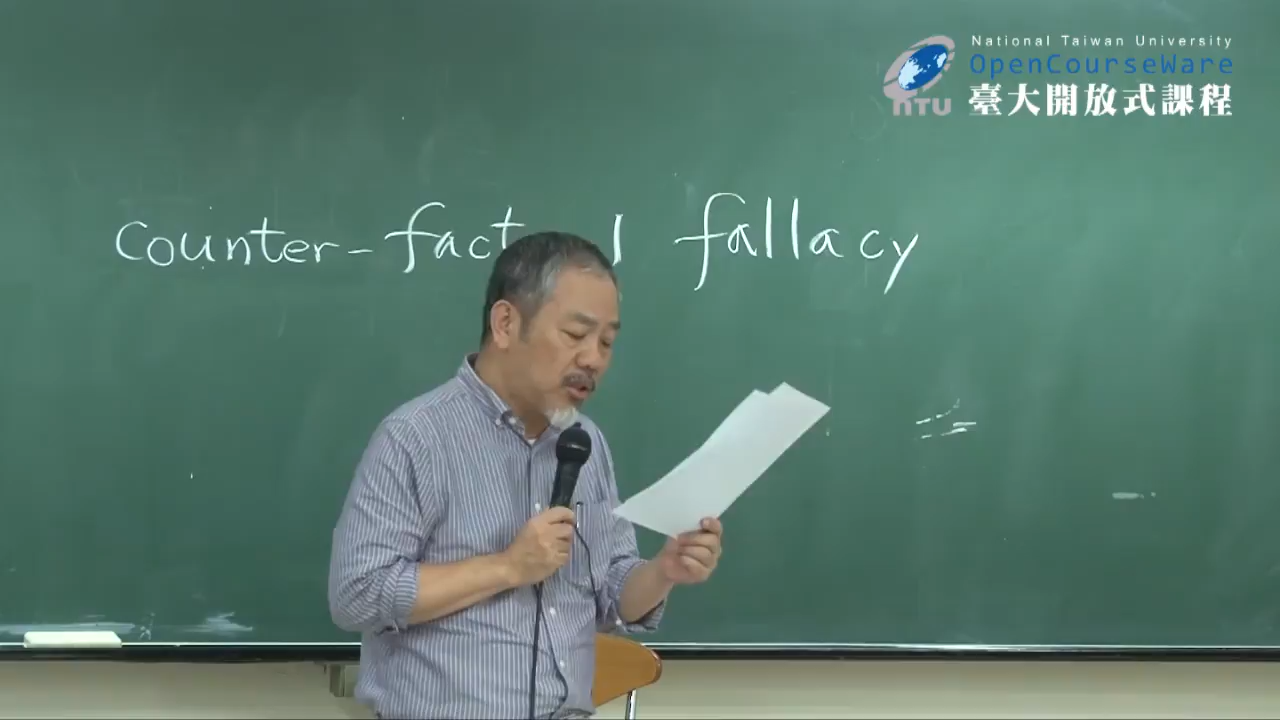 National Taiwan University
OpenCourseWare
NTU 臺大開放式課程
counter-fact l fallacy